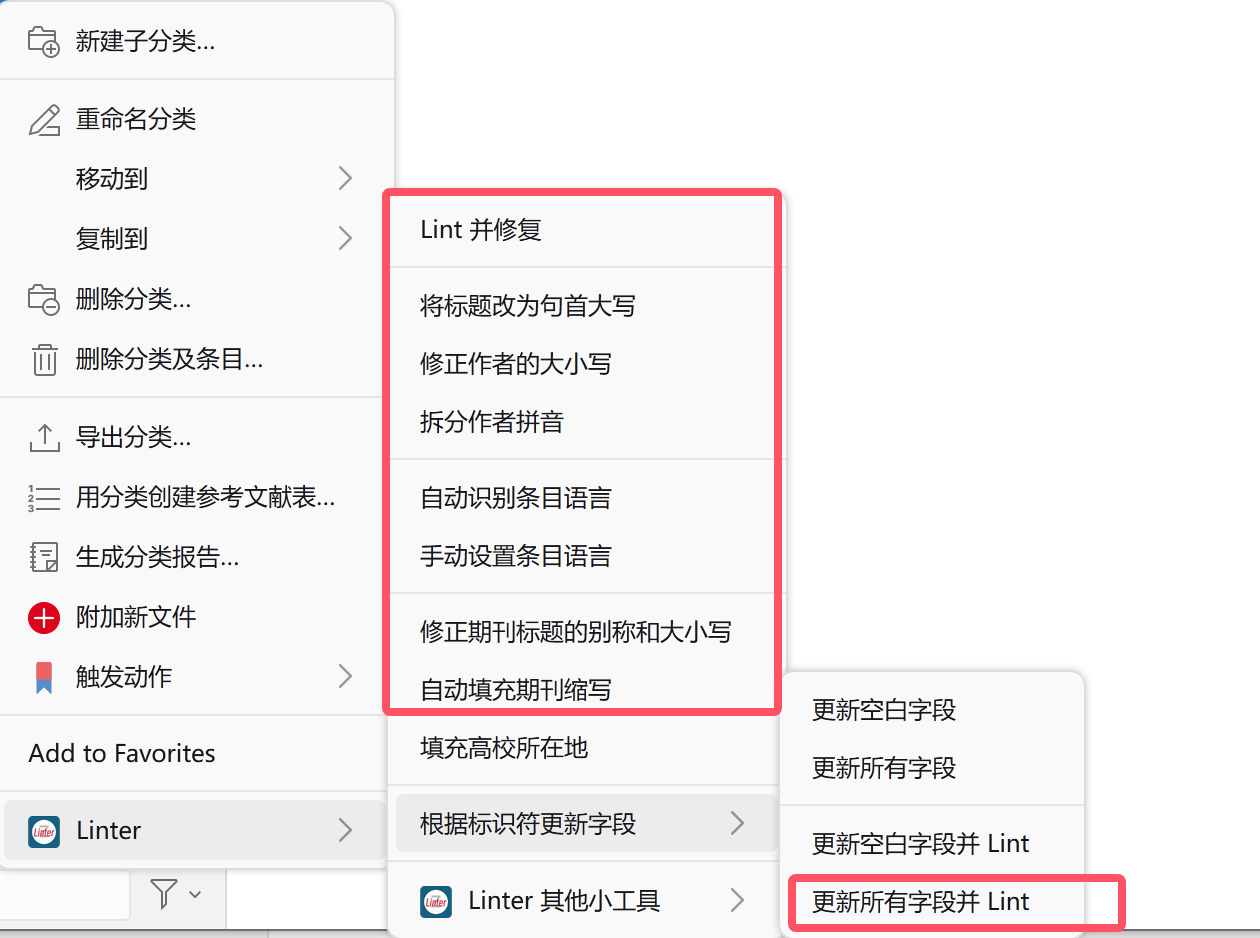 新建子分类...
重命名分类
移动到
复制到
删除分类...
删除分类及条目...
导出分类...
用分类创建参考文献表...
生成分类报告...
附加新文件
触发动作
Add to Favorites
Linter
Lint 并修复
将标题改为句首大写
修正作者的大小写
拆分作者拼音
自动识别条目语言
手动设置条目语言
修正期刊标题的别称和大小写
自动填充期刊缩写
填充高校所在地
根据标识符更新字段
Linter 其他小工具
更新空白字段
更新所有字段
更新空白字段并 Lint
更新所有字段并 Lint